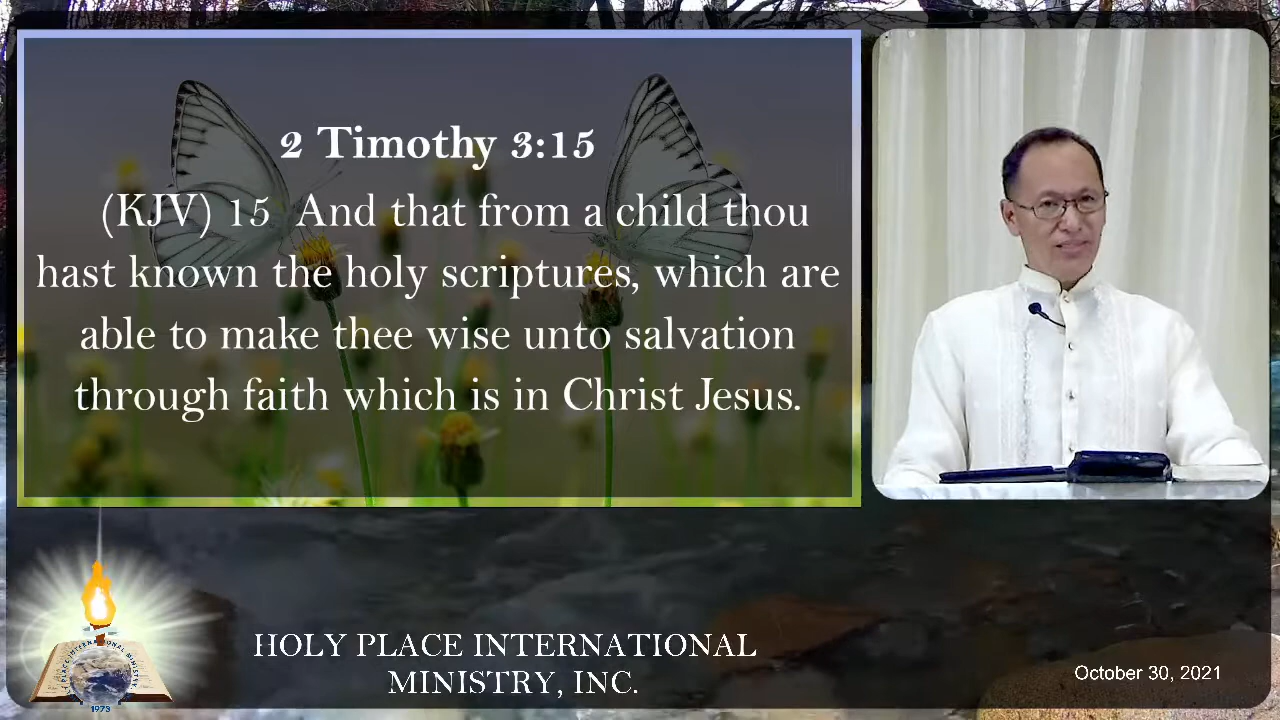 2 Timothy 3:15
(KJV) 15 And that from a child thou
hast known the holy scriptures, which are
able to make thee wise unto salvation
through faith which is in Christ Jesus.
HOLY PLACE INTERNATIONAL
MINISTRY, INC.
October 30, 2021
1973